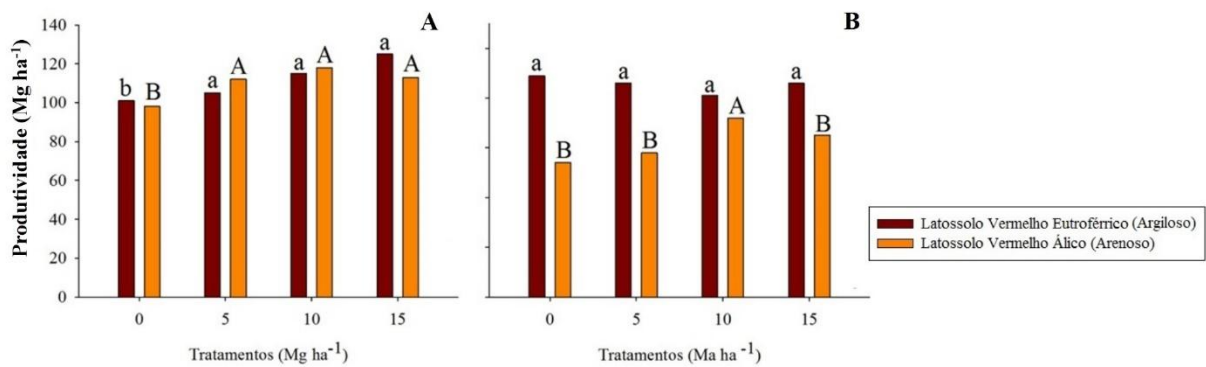 A
B
Produtividade (Mg ha-1)
140
120
100
80
60
40
20
0
b B a A a A a A
0 5 10 15
Tratamentos (Mg ha-1)
a B a B a A a B
0 5 10 15
Tratamentos (Ma ha -1)
Latossolo Vermelho Eutroférrico (Argiloso)
Latossolo Vermelho Álico (Arenoso)